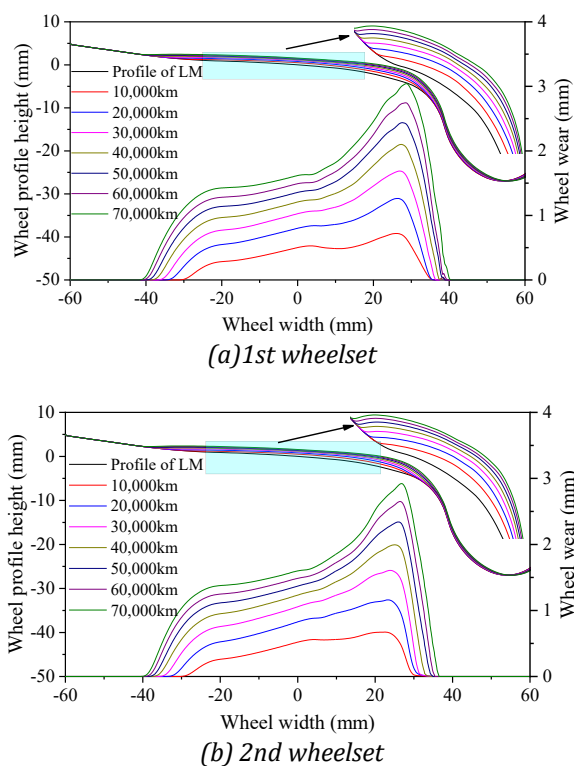 10
0
-10
-20
-30
-40
-50
Wheel profile height (mm)
Profile of LM
10,000km
20,000km
30,000km
40,000km
50,000km
60,000km
70,000km
4
3
2
1
0
Wheel wear (mm)
-60 -40 -20 0 20 40 60
Wheel width (mm)
(a)1st wheelset
10
0
-10
-20
-30
-40
-50
Wheel profile height (mm)
Profile of LM
10,000km
20,000km
30,000km
40,000km
50,000km
60,000km
70,000km
4
3
2
1
0
Wheel wear (mm)
-60 -40 -20 0 20 40 60
Wheel width (mm)
(b) 2nd wheelset